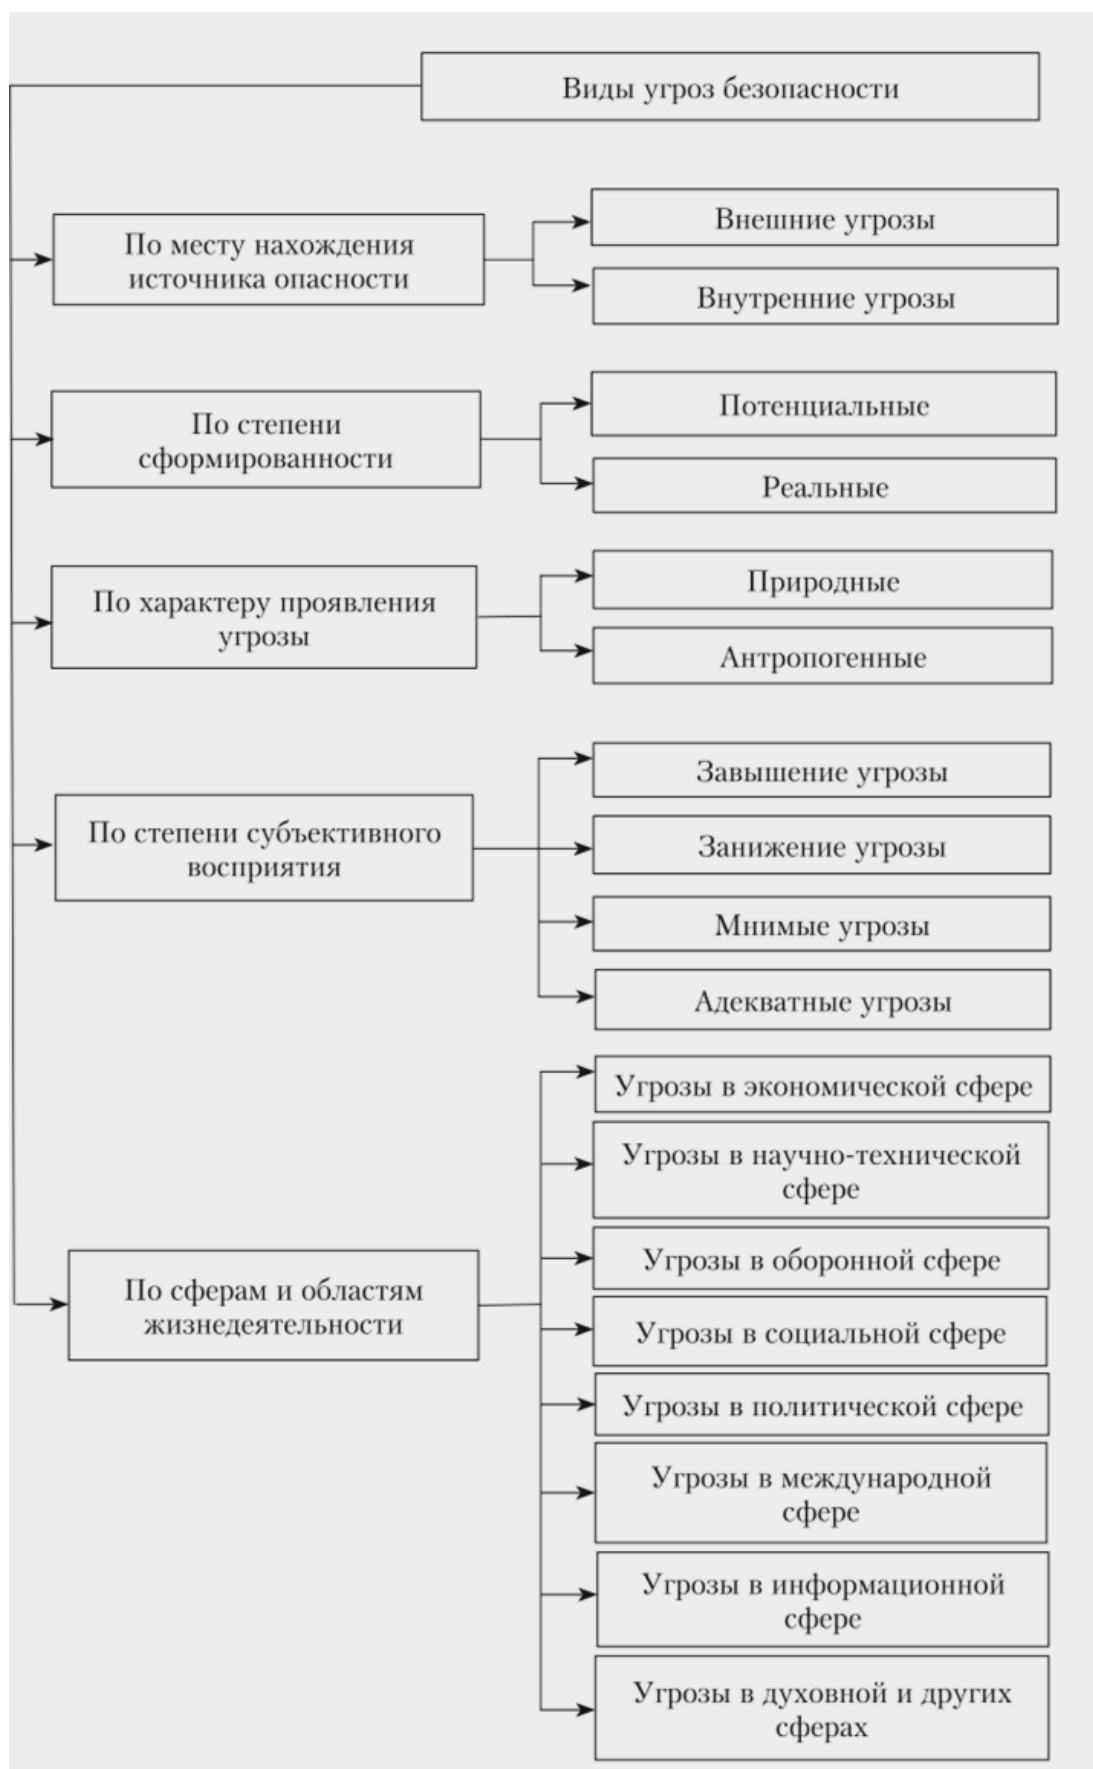 Виды угроз безопасности
По месту нахождения
источника опасности
Внешние угрозы
Внутренние угрозы
По степени
сформированности
Потенциальные
Реальные
По характеру проявления
угрозы
Природные
Антропогенные
По степени субъективного
восприятия
Завышение угрозы
Занижение угрозы
Мнимые угрозы
Адекватные угрозы
По сферам и областям
жизнедеятельности
Угрозы в экономической сфере
Угрозы в научно-технической
сфере
Угрозы в оборонной сфере
Угрозы в социальной сфере
Угрозы в политической сфере
Угрозы в международной
сфере
Угрозы в информационной
сфере
Угрозы в духовной и других
сферах